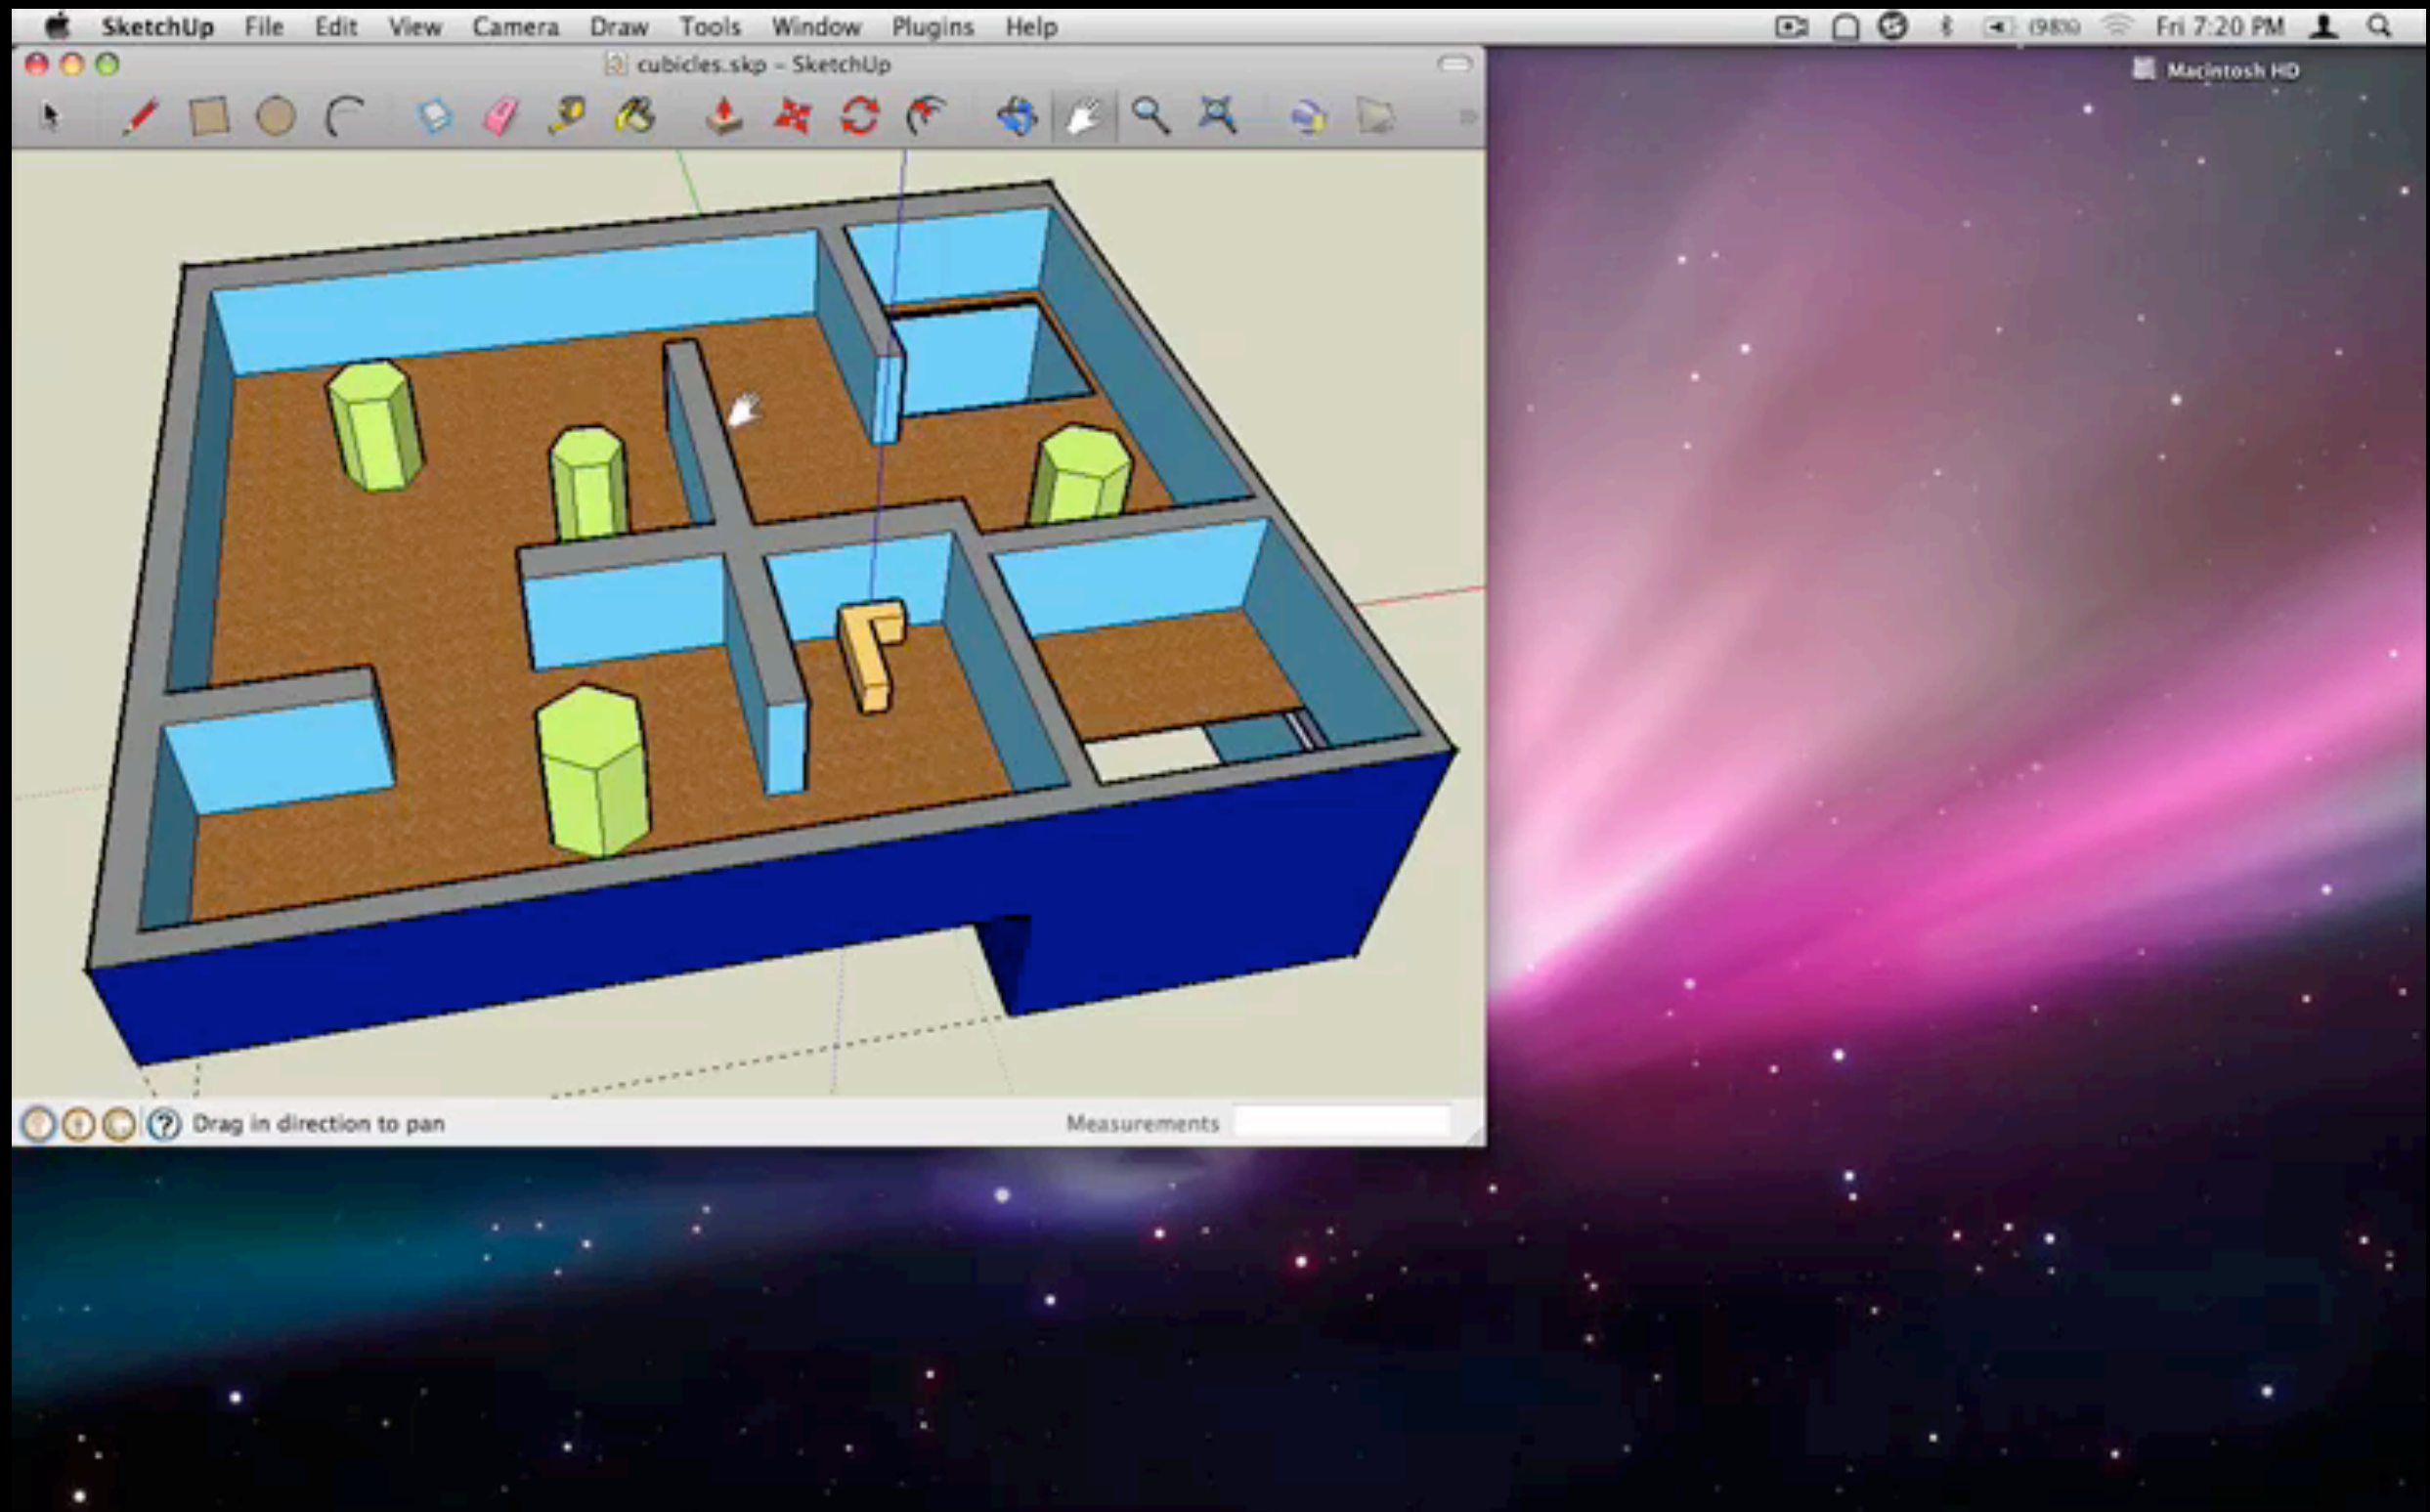 SketchUp File Edit View Camera Draw Tools Window Plugins Help (98%) Fri 7:20 PM
cubicles.skp – SketchUp
Macintosh HD
Drag in direction to pan Measurements